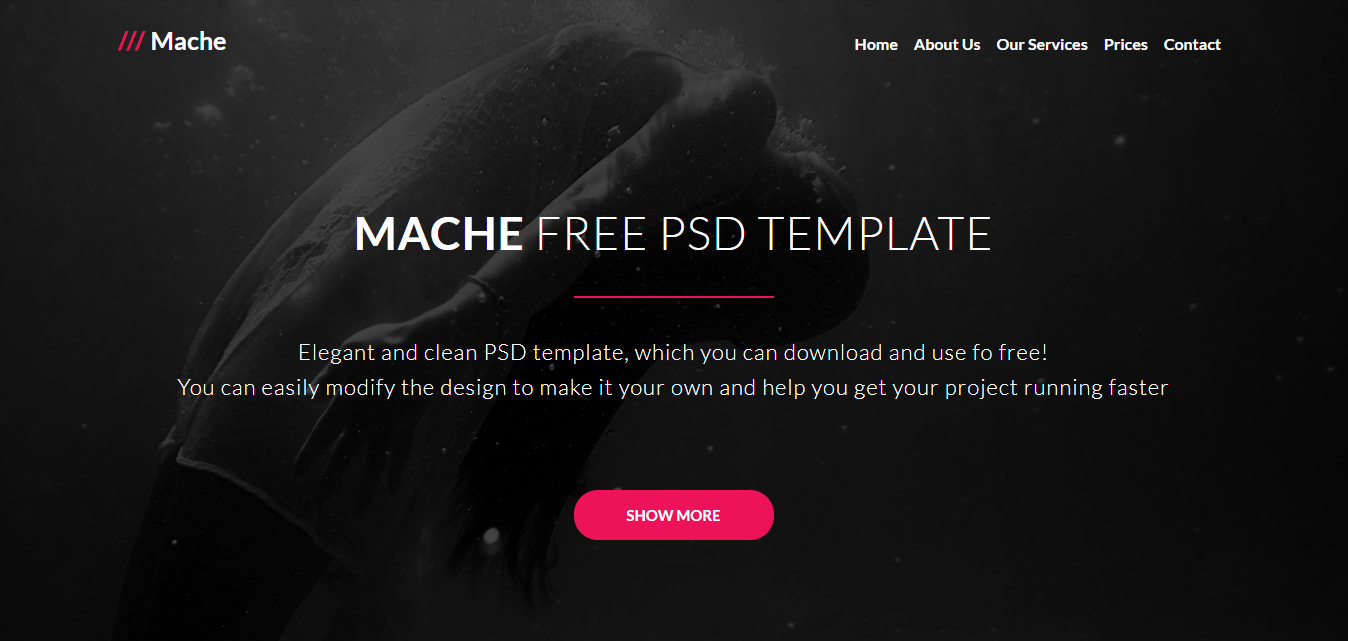 /// Mache
Home About Us Our Services Prices Contact
MACHE FREE PSD TEMPLATE
Elegant and clean PSD template, which you can download and use fo free!
You can easily modify the design to make it your own and help you get your project running faster
SHOW MORE